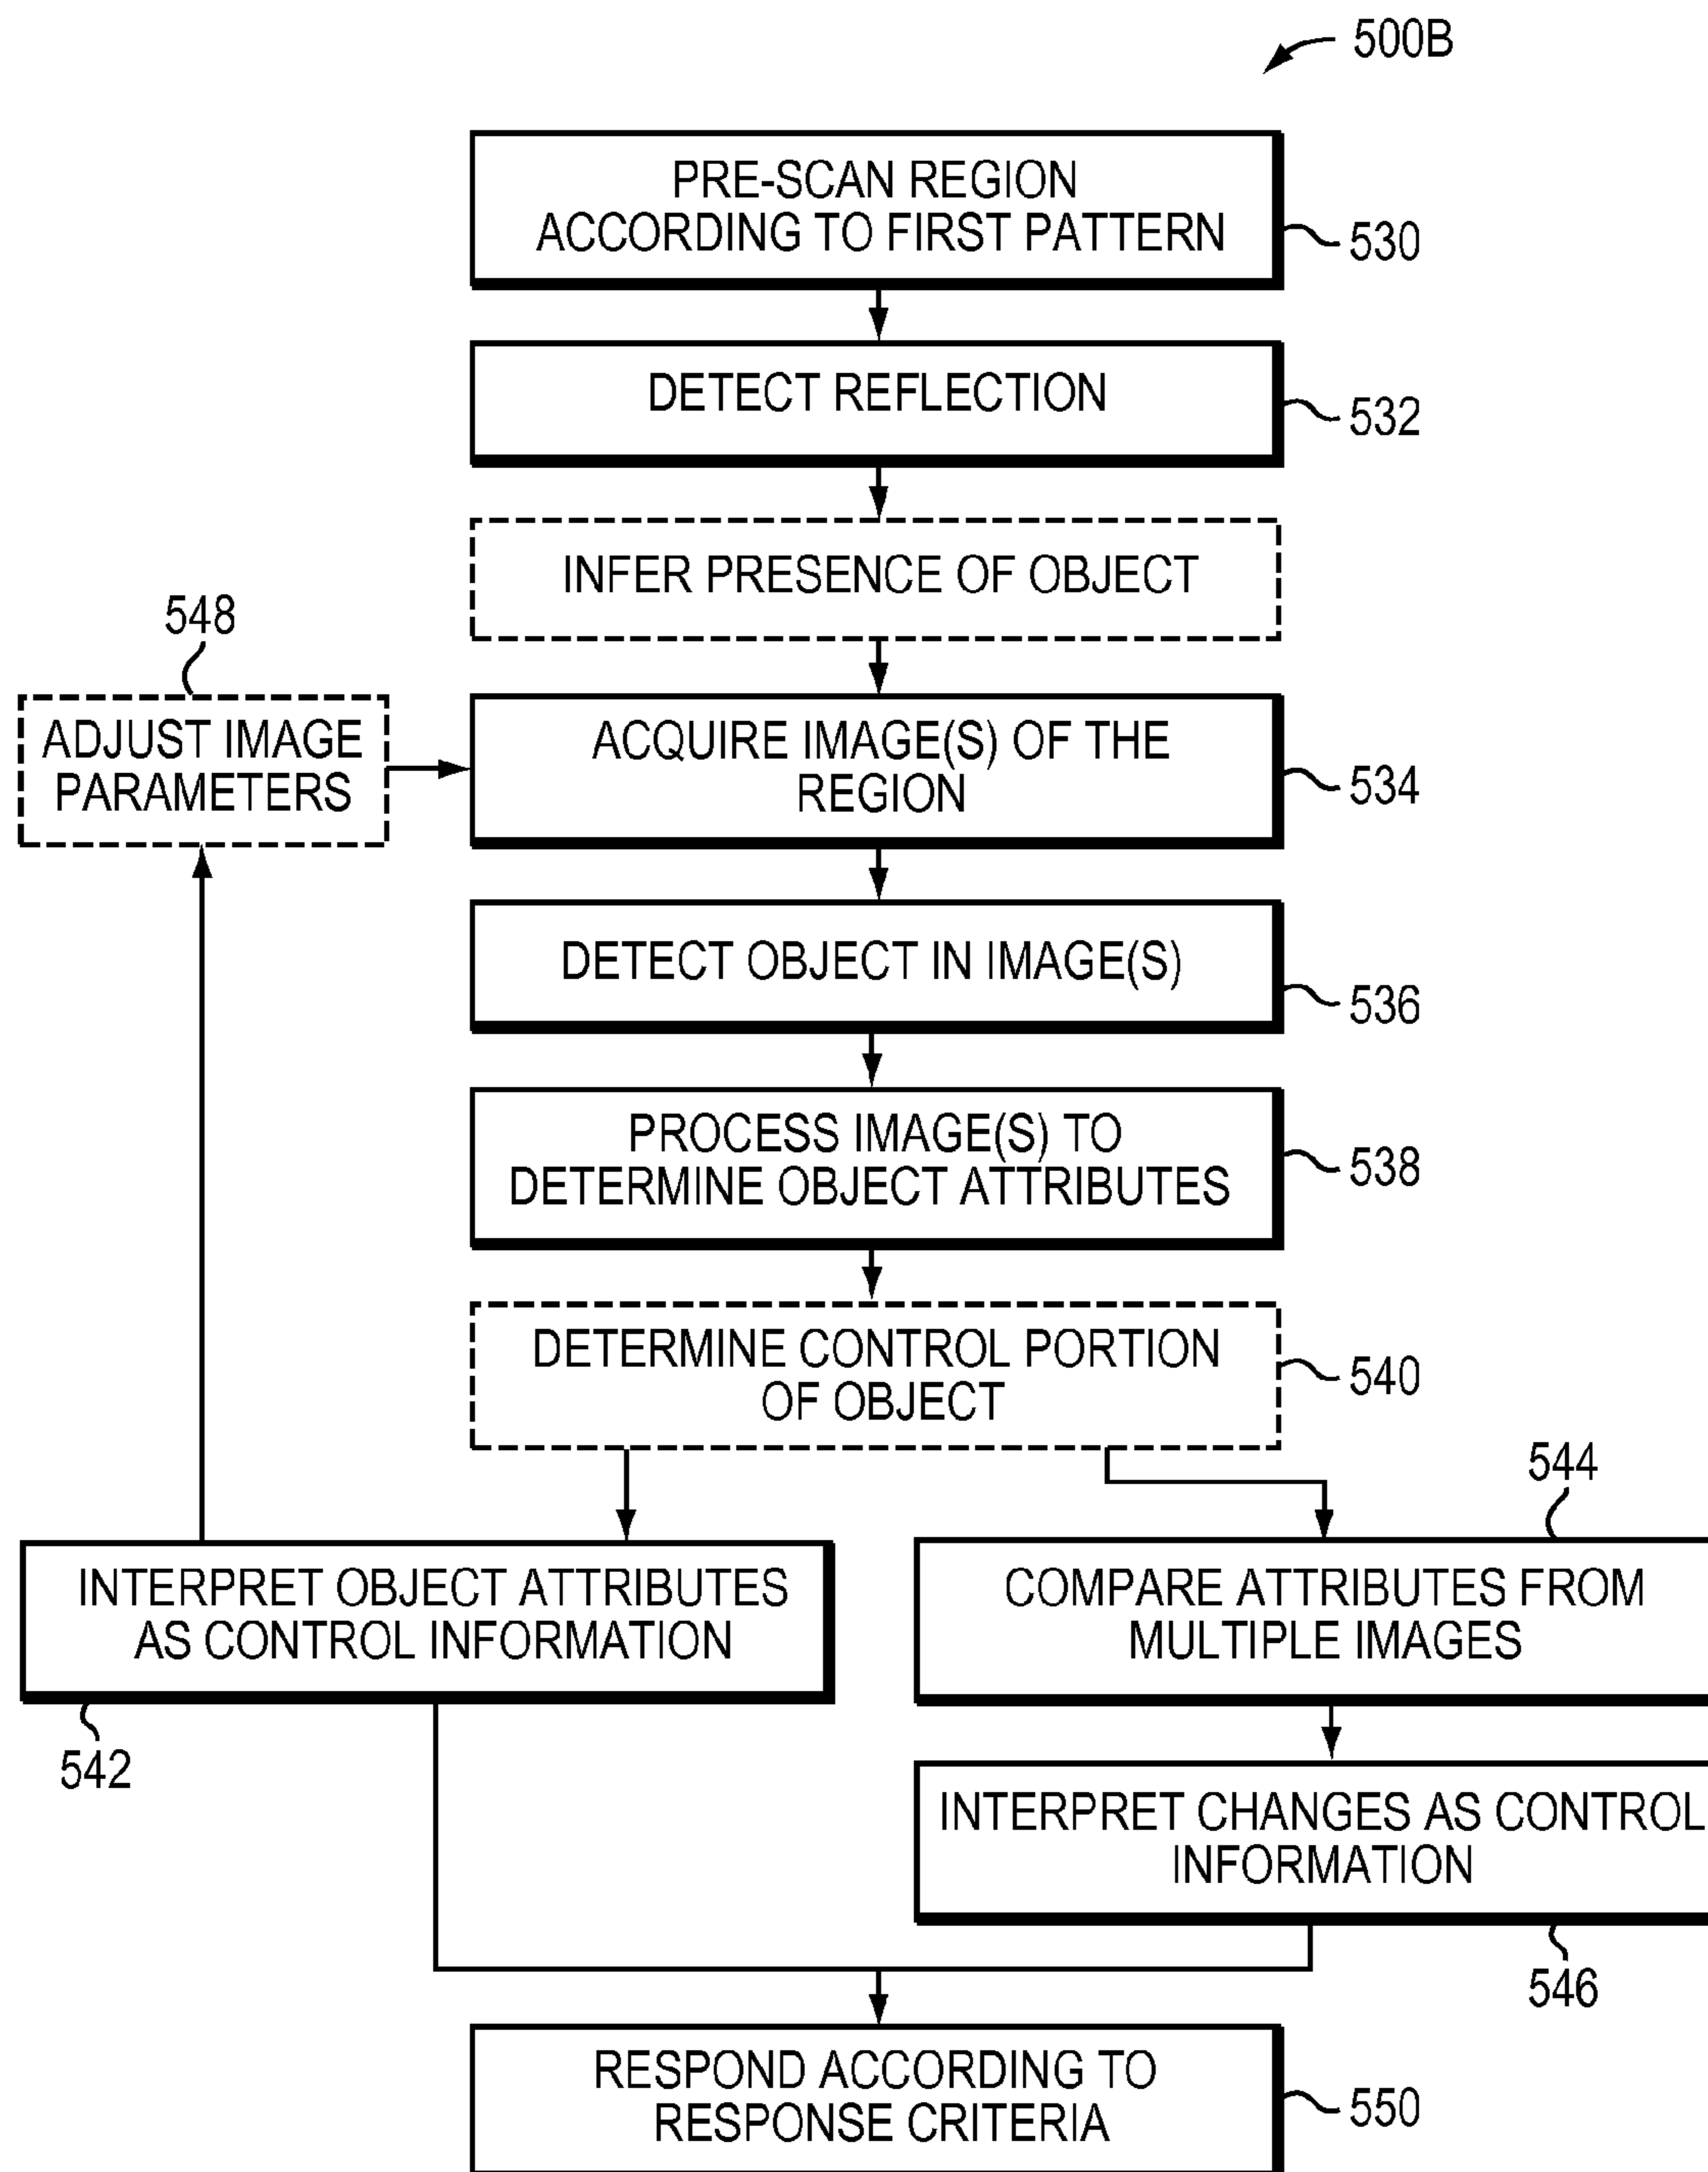 500B
PRE-SCAN REGION
ACCORDING TO FIRST PATTERN
530
DETECT REFLECTION
532
INFER PRESENCE OF OBJECT
548
ADJUST IMAGE
PARAMETERS
ACQUIRE IMAGE(S) OF THE
REGION
534
DETECT OBJECT IN IMAGE(S)
536
PROCESS IMAGE(S) TO
DETERMINE OBJECT ATTRIBUTES
538
DETERMINE CONTROL PORTION
OF OBJECT
540
544
INTERPRET OBJECT ATTRIBUTES
AS CONTROL INFORMATION
542
COMPARE ATTRIBUTES FROM
MULTIPLE IMAGES
INTERPRET CHANGES AS CONTROL
INFORMATION
546
RESPOND ACCORDING TO
RESPONSE CRITERIA
550